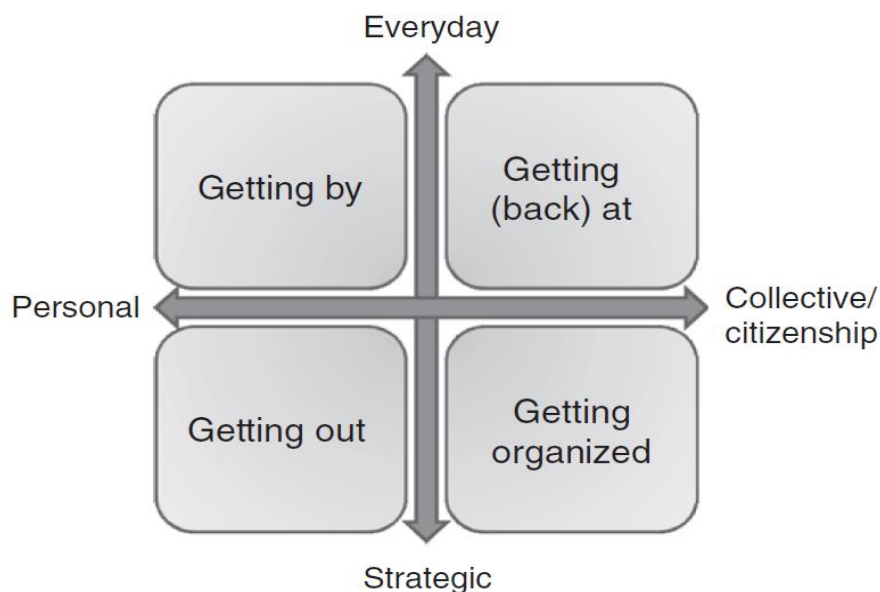 Everyday
Getting by
Getting
(back) at
Personal
Collective/
citizenship
Getting out
Getting
organized
Strategic